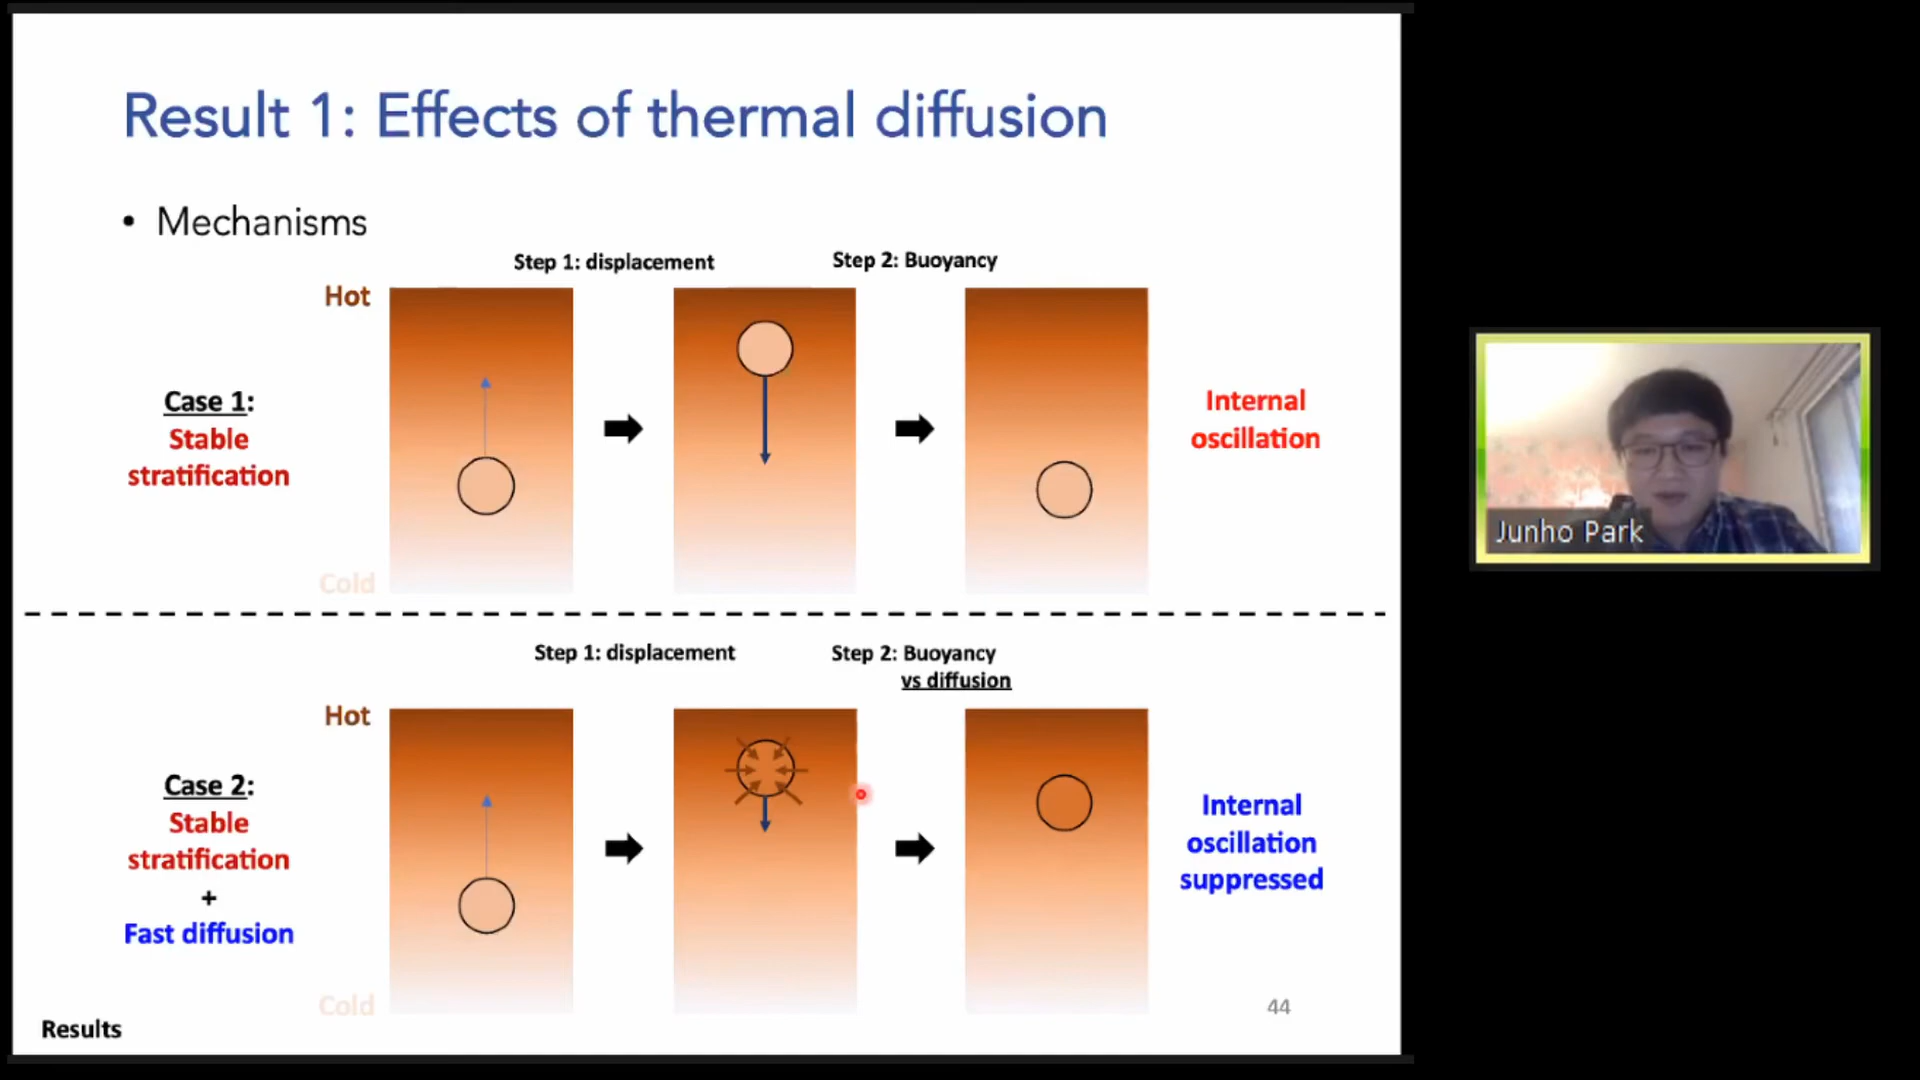 Result 1: Effects of thermal diffusion
• Mechanisms
Step 1: displacement
Step 2: Buoyancy
Hot
Case 1:
Stable
stratification
Internal
oscillation
Cold
Step 1: displacement
Step 2: Buoyancy
vs diffusion
Hot
Case 2:
Stable
stratification
+
Fast diffusion
Internal
oscillation
suppressed
Cold
44
Results
Junho Park